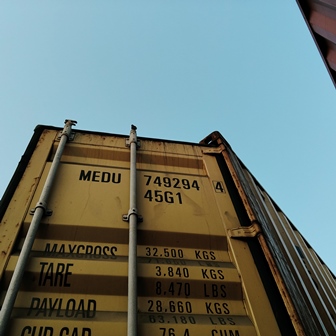 MEDU 749294 4
45G1
MAXGROSS 32.500 KGS
TARE 3.840 KGS
8.470 LBS
PAYLOAD 28.660 KGS
63.180 LBS
CUB CAP 76.4 CUM